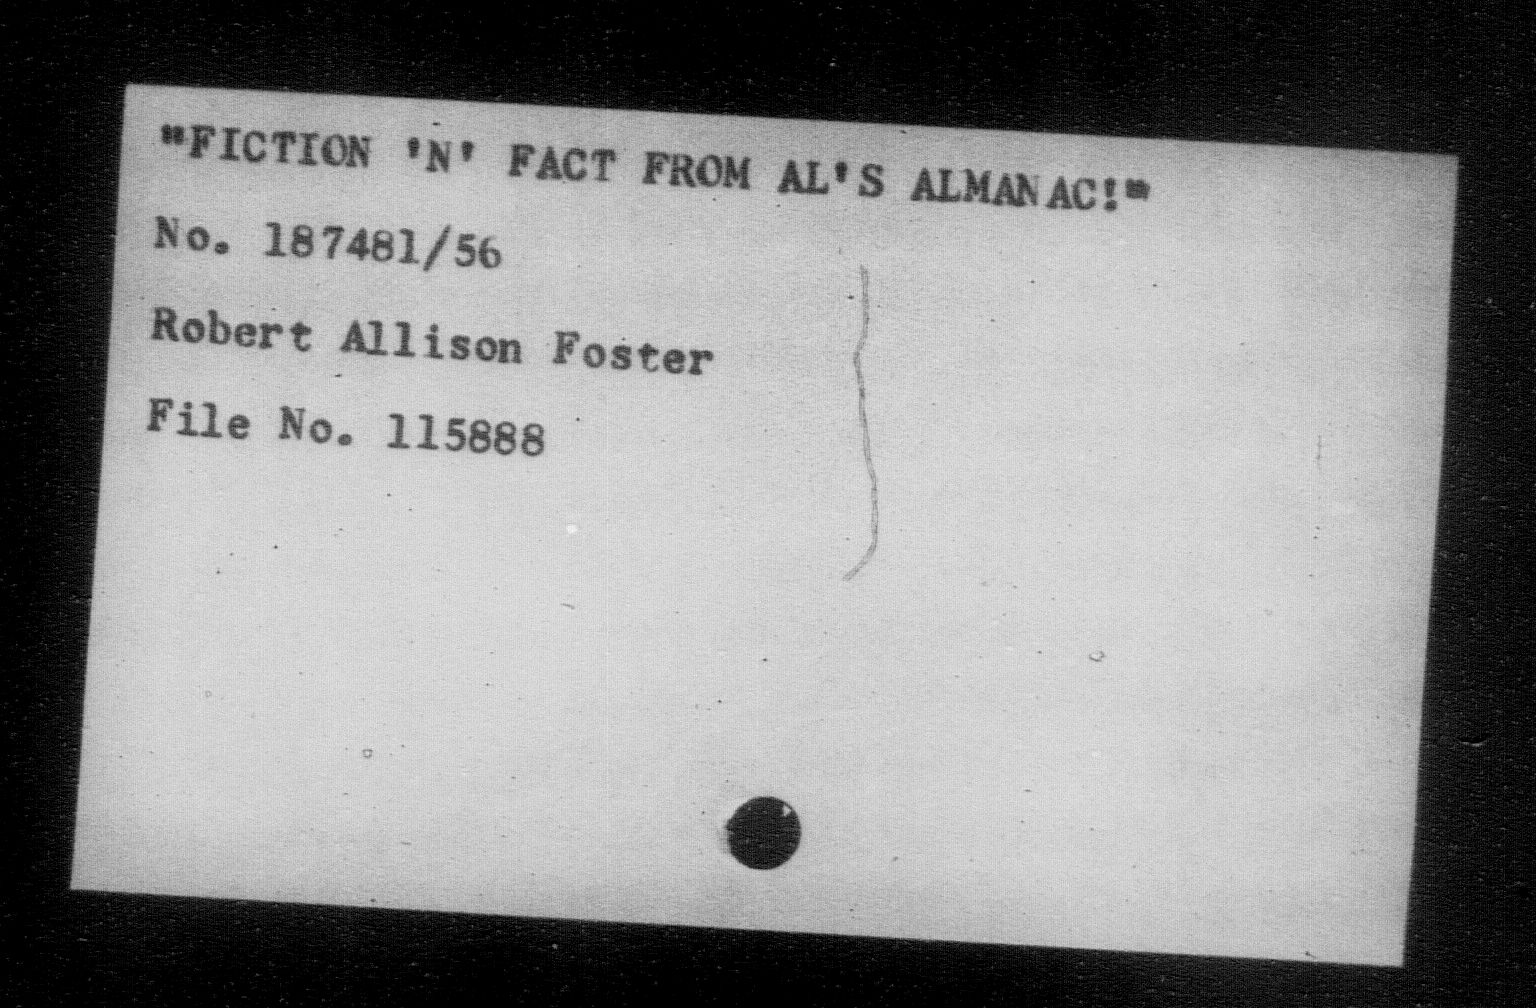 "FICTION 'N' FACT FROM AL'S ALMANAC!"
No. 187481/56
Robert Allison Foster
File No. 115888